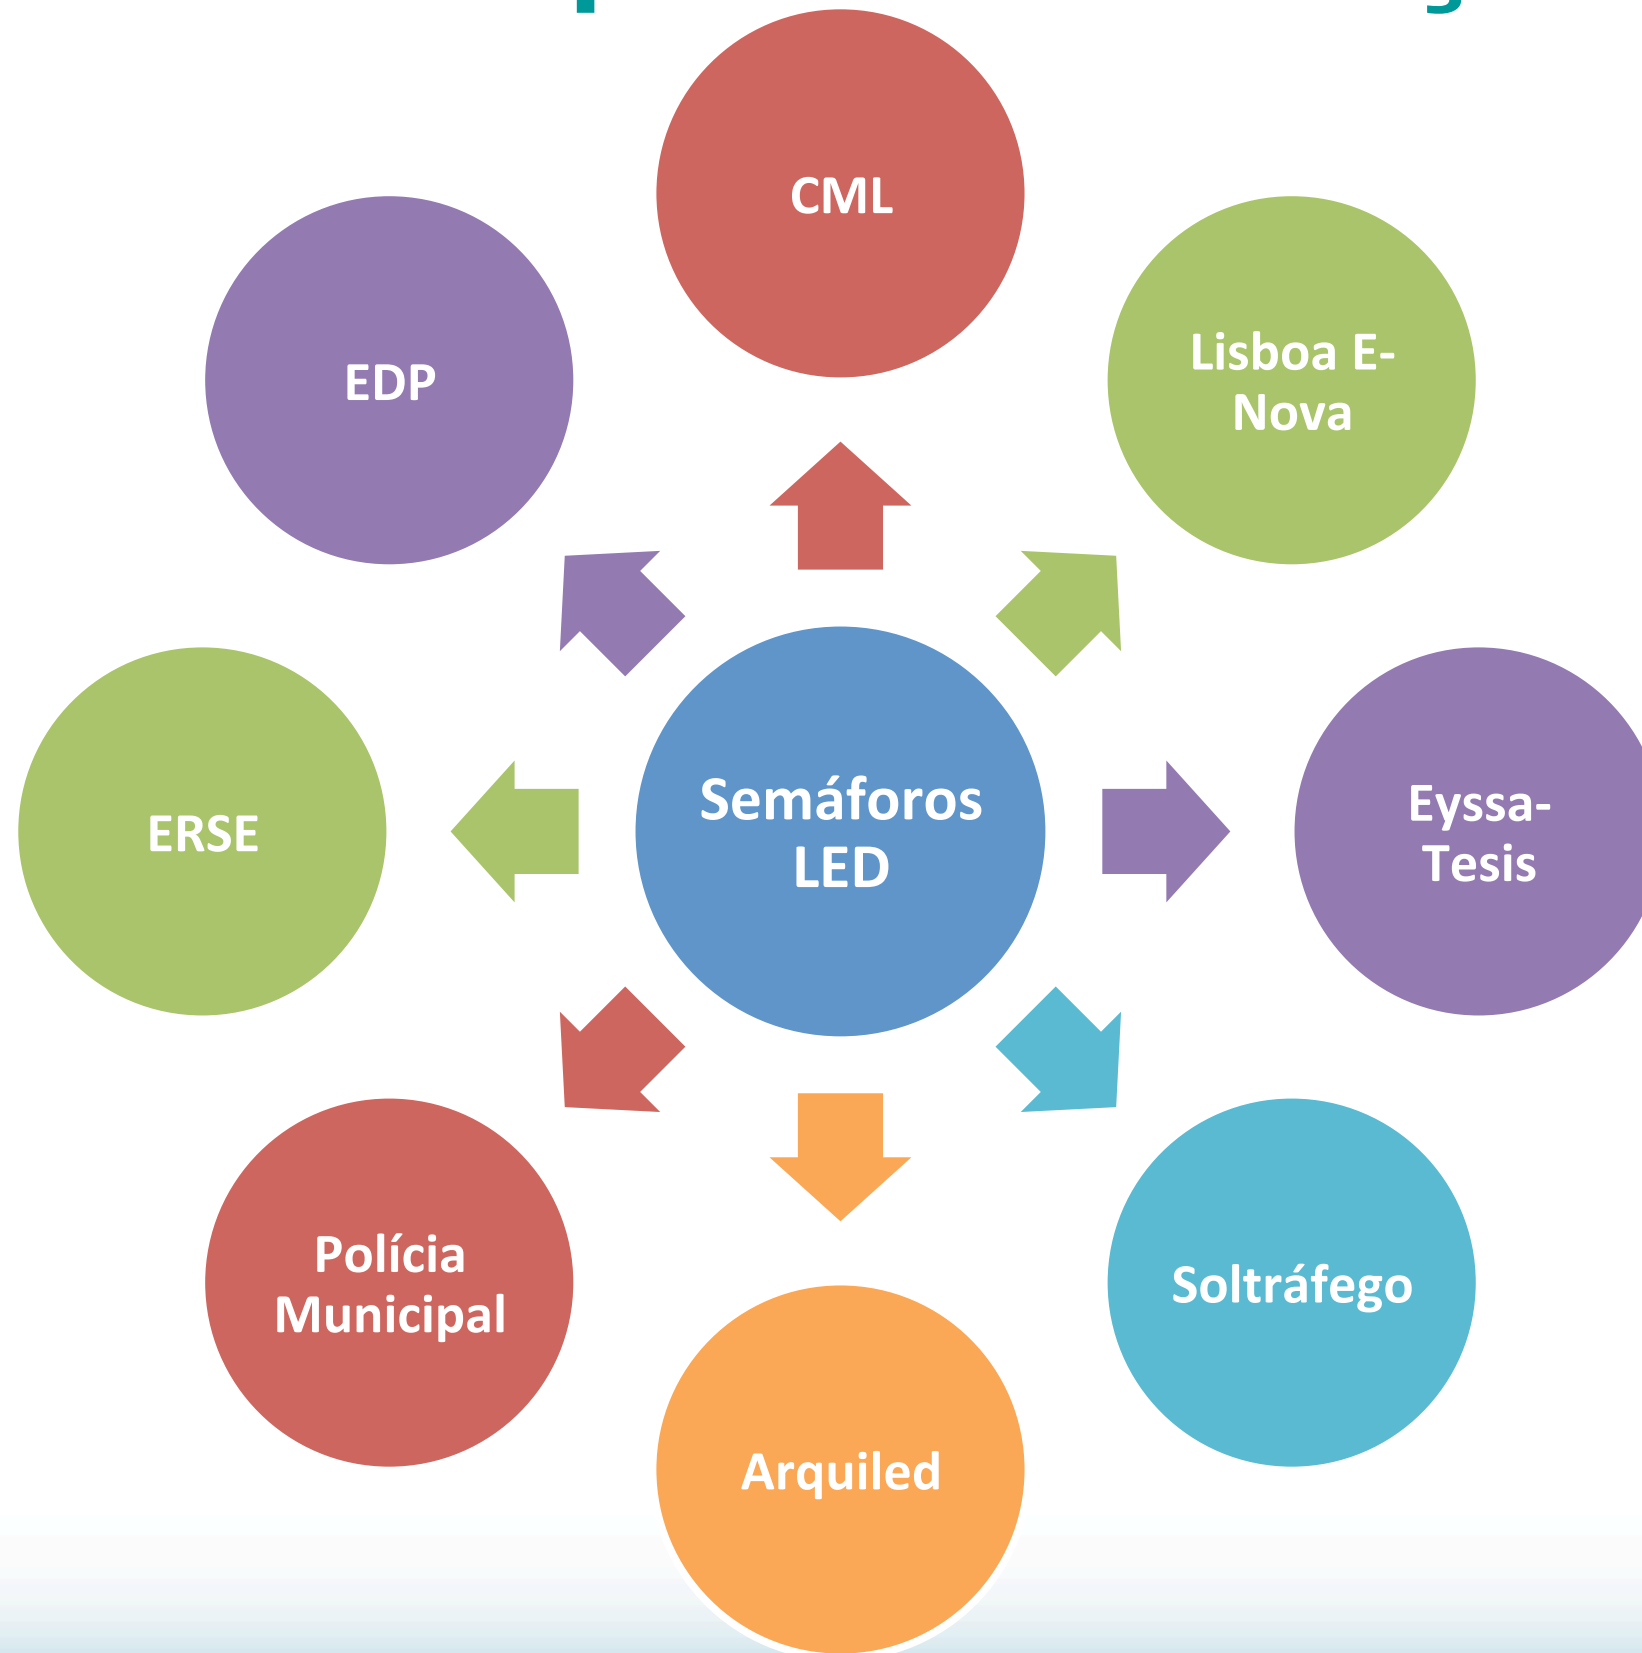 CML
EDP
Lisboa E-
Nova
ERSE
Semáforos
LED
Eyssa-
Tesis
Polícia
Municipal
Soltráfego
Arquiled